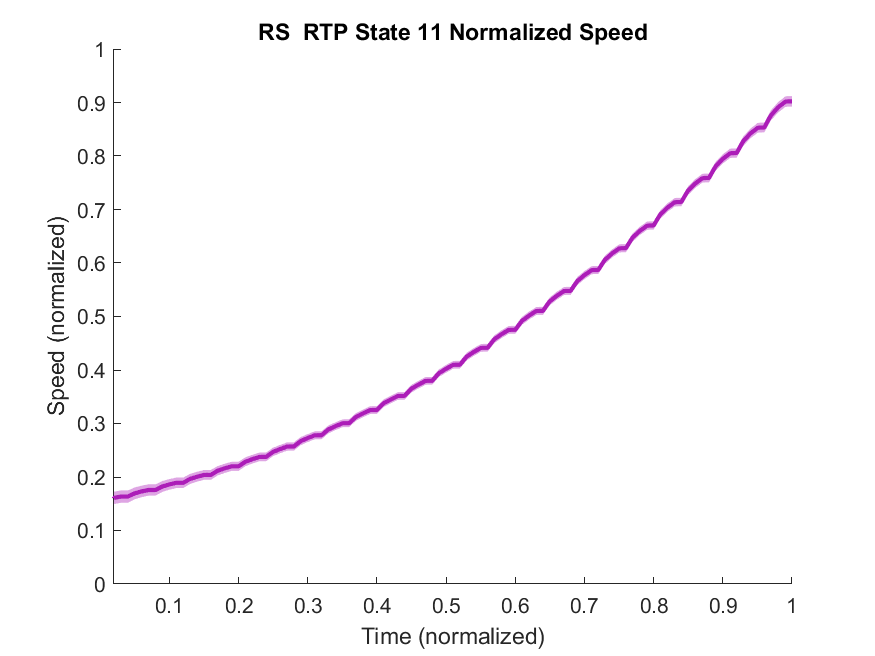 RS  RTP State 11 Normalized Speed
1
0.9
0.8
0.7
0.6
0.5
0.4
0.3
0.2
0.1
0
Speed (normalized)
0.1 0.2 0.3 0.4 0.5 0.6 0.7 0.8 0.9 1
Time (normalized)